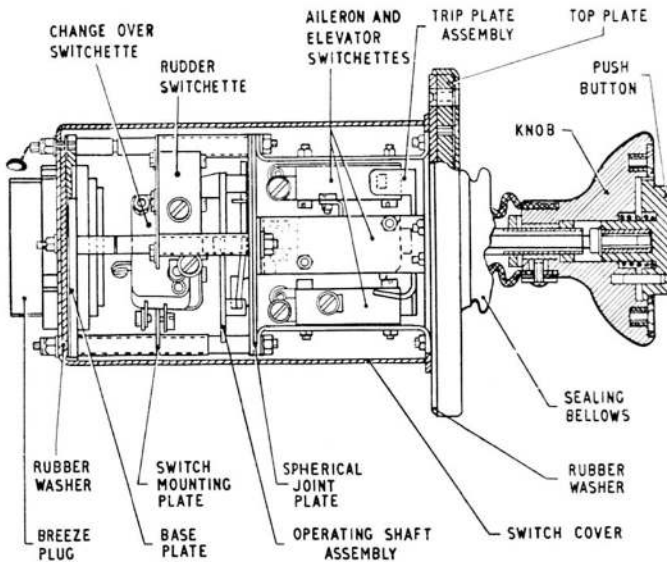 CHANGE OVER
SWITCHETTE
RUDDER
SWITCHETTE
AILERON AND
ELEVATOR
SWITCHETTES
TRIP PLATE
ASSEMBLY
TOP PLATE
PUSH
BUTTON
KNOB
SEALING
BELLOWS
RUBBER
WASHER
SWITCH
MOUNTING
PLATE
SPHERICAL
JOINT
PLATE
RUBBER
WASHER
BREEZE
PLUG
BASE
PLATE
OPERATING SHAFT
ASSEMBLY
SWITCH COVER